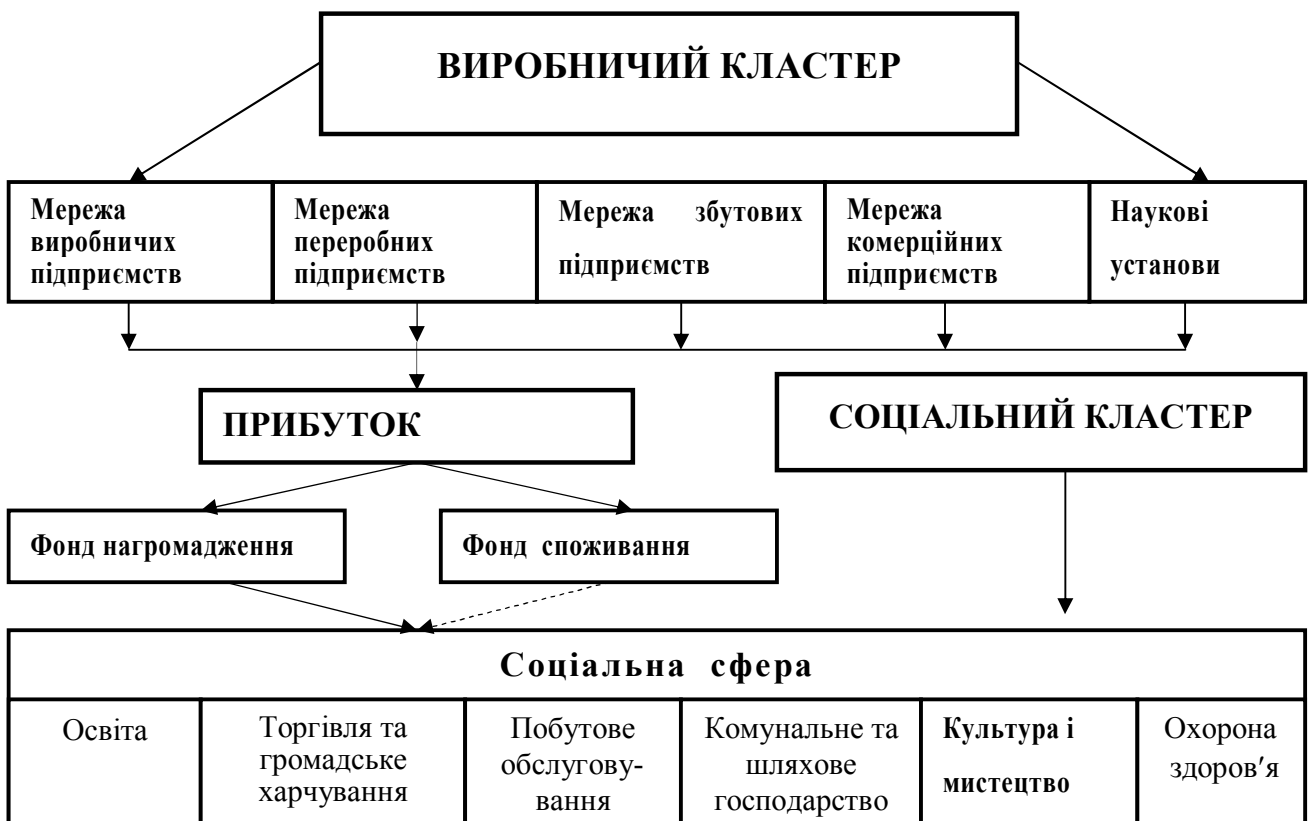 ВИРОБНИЧИЙ КЛАСТЕР
Мережа
виробничих
підприємств
Мережа
переробних
підприємств
Мережа збутових
підприємств
Мережа
комерційних
підприємств
Наукові
установи
ПРИБУТОК
СОЦІАЛЬНИЙ КЛАСТЕР
Фонд нагромадження
Фонд споживання
Соціальна сфера
Освіта
Торгівля та
громадське
харчування
Побутове
обслугову-
вання
Комунальне та
шляхове
господарство
Культура і
мистецтво
Охорона
здоров'я